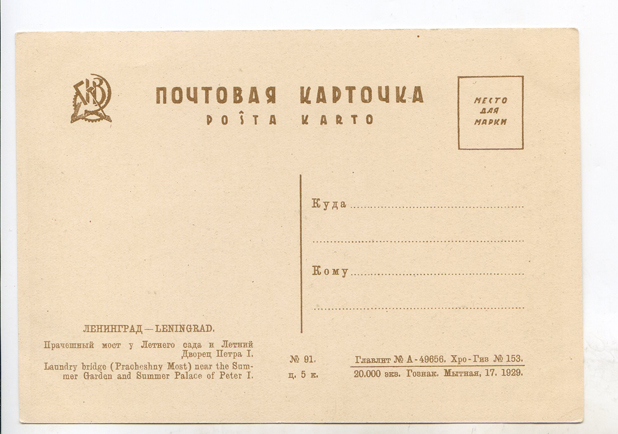 ПОЧТОВАЯ КАРТОЧКА
POŜTA KARTO
МЕСТО
ДЛЯ
МАРКИ
Куда
Кому
ЛЕНИНГРАД—LENINGRAD.
Прачешный мост у Летнего сада и Летний
Дворец Петра I.
Laundry bridge (Pracheshny Most) near the Sum-
mer Garden and Summer Palace of Peter I.
№ 91.
ц. 5 к.
Главлит № А-49656. Хро-Гиз № 153.
20.000 экз. Гознак. Мытная, 17. 1929.